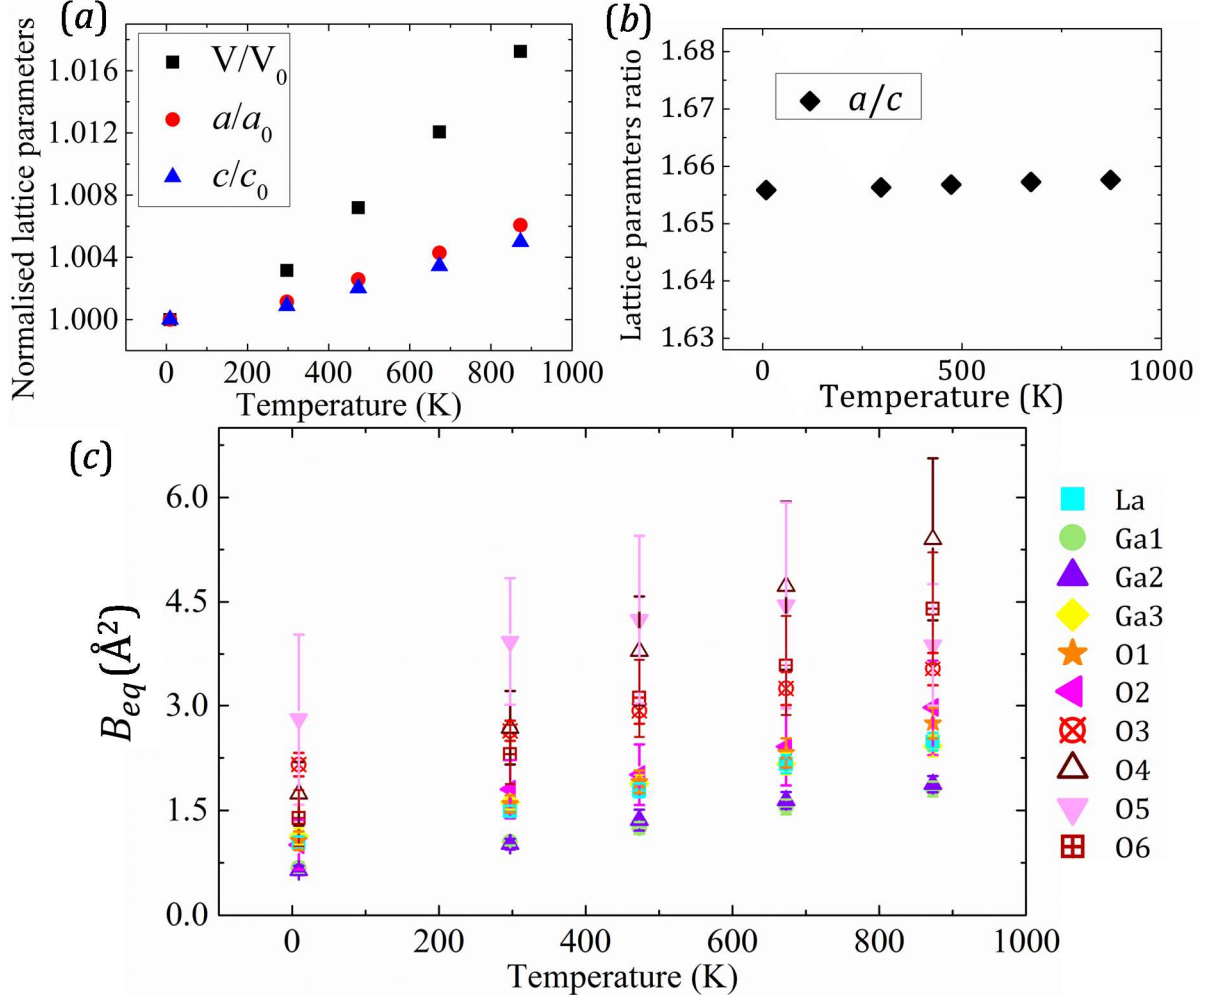 (a)
Normalised lattice parameters
1.016
1.012
1.008
1.004
1.000
V/V0
a/a0
c/c0
0 200 400 600 800 1000
Temperature (K)
(b)
Lattice paramters ratio
1.68
1.67
1.66
1.65
1.64
1.63
a/c
0 500 1000
Temperature (K)
(c)
Beq(Å²)
6.0
4.5
3.0
1.5
0.0
0 200 400 600 800 1000
Temperature (K)
La
Ga1
Ga2
Ga3
O1
O2
O3
O4
O5
O6